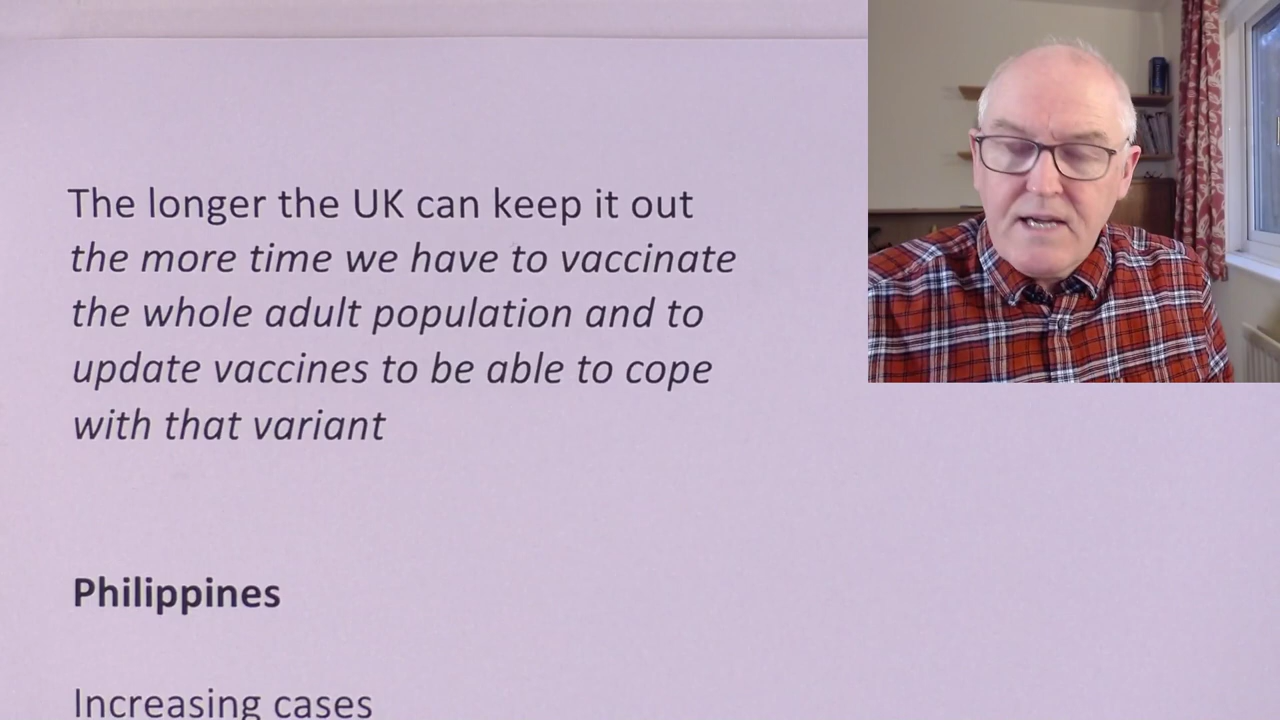 The longer the UK can keep it out
the more time we have to vaccinate
the whole adult population and to
update vaccines to be able to cope
with that variant
Philippines
Increasing cases